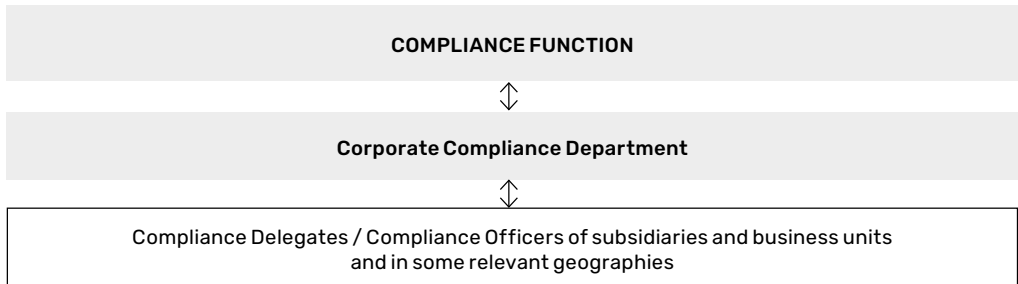 COMPLIANCE FUNCTION
Corporate Compliance Department
Compliance Delegates / Compliance Officers of subsidiaries and business units
and in some relevant geographies